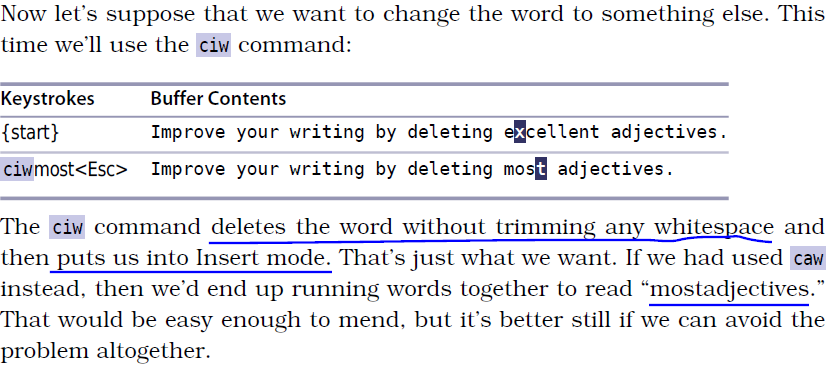 Now let’s suppose that we want to change the word to something else. This
time we’ll use the ciw command:
Keystrokes Buffer Contents
{start} Improve your writing by deleting excellent adjectives.
ciwmost<Esc> Improve your writing by deleting most adjectives.
The ciw command deletes the word without trimming any whitespace and
then puts us into Insert mode. That’s just what we want. If we had used caw
instead, then we’d end up running words together to read “mostadjectives.”
That would be easy enough to mend, but it’s better still if we can avoid the
problem altogether.